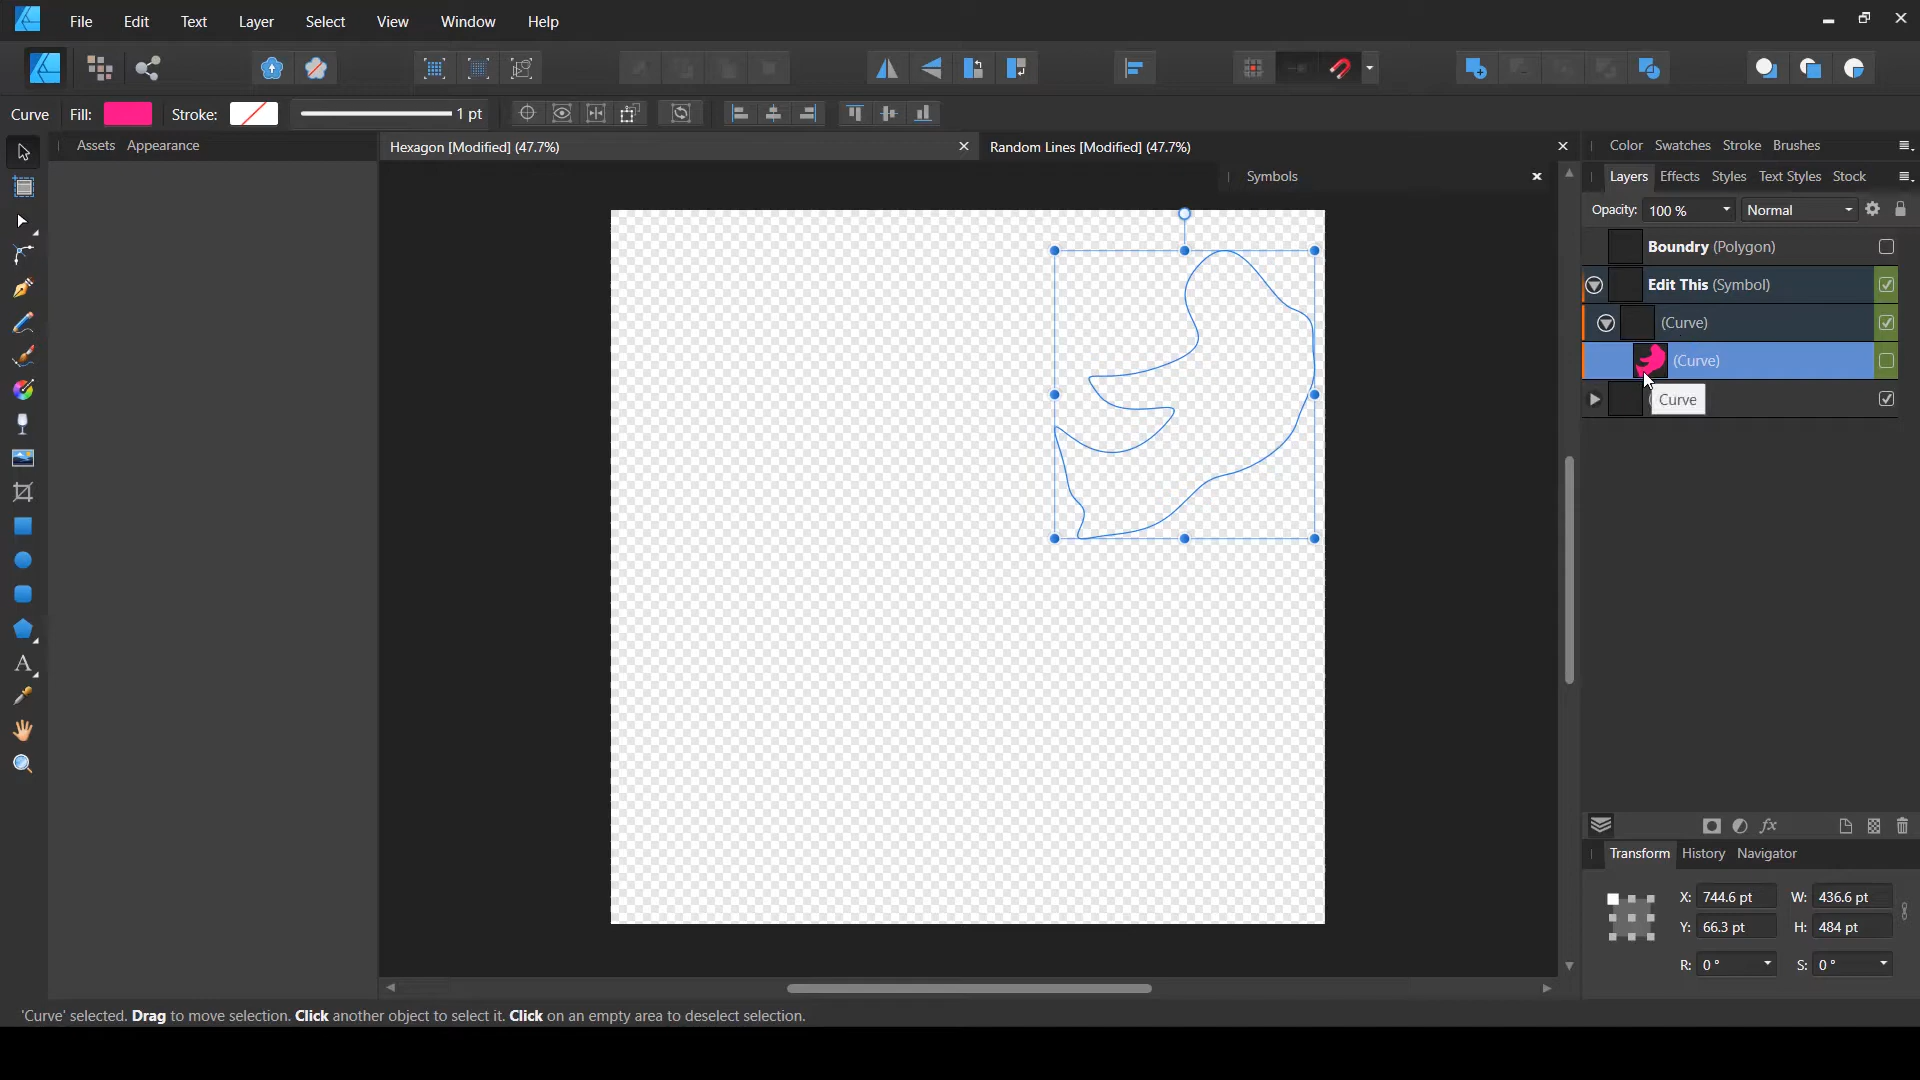 File Edit Text Layer Select View Window Help
Curve Fill: Stroke: 1 pt
Assets Appearance
Hexagon [Modified] (47.7%)
Random Lines [Modified] (47.7%)
Symbols
Color Swatches Stroke Brushes
Layers Effects Styles Text Styles Stock
Opacity: 100 % Normal
Boundry (Polygon)
Edit This (Symbol)
(Curve)
(Curve)
Curve
Transform History Navigator
X: 744.6 pt W: 436.6 pt
Y: 66.3 pt H: 484 pt
R: 0 ° S: 0 °
'Curve' selected. Drag to move selection. Click another object to select it. Click on an empty area to deselect selection.